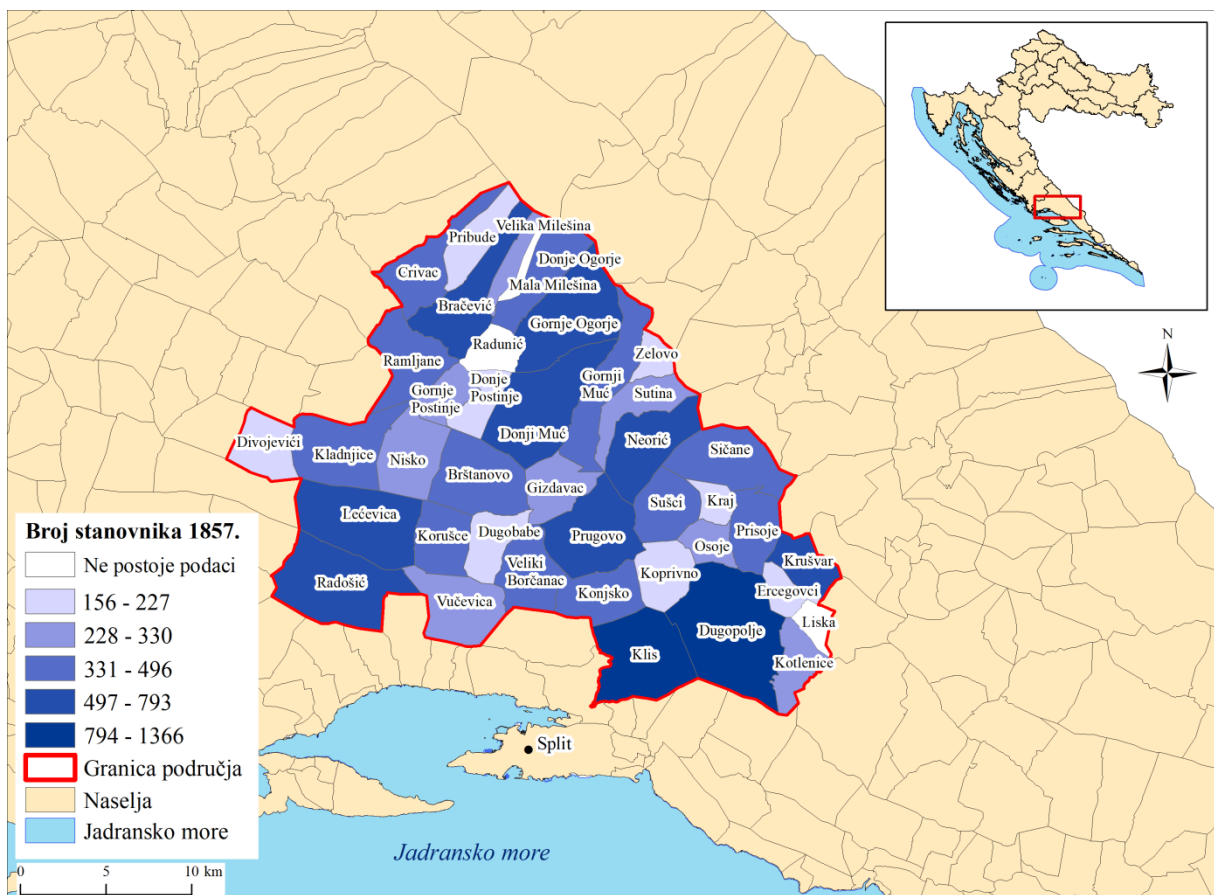 Velika Milešina
Pribude
Donje Ogorje
Crivac
Mala Milešina
Bračević
Gornje Ogorje
Radunić
Ramljane
Zelovo
Donje
Postinje
Gornji
Muć
Gornje
Postinje
Sutina
Divojevići
Donji Muć
Neorić
Kladnjice
Nisko
Sičane
Brštanovo
Gizdavac
Sušci
Kraj
Lećevica
Korušce
Dugobabe
Prugovo
Prisoje
Osoje
Krušvar
Veliki
Borčanac
Koprivno
Radošić
Konjsko
Ercegovci
Vučevica
Liska
Dugopolje
Klis
Kotlenice
Split
N
Broj stanovnika 1857.
Ne postoje podaci
156 - 227
228 - 330
331 - 496
497 - 793
794 - 1366
Granica područja
Naselja
Jadransko more
Jadransko more
0 5 10 km